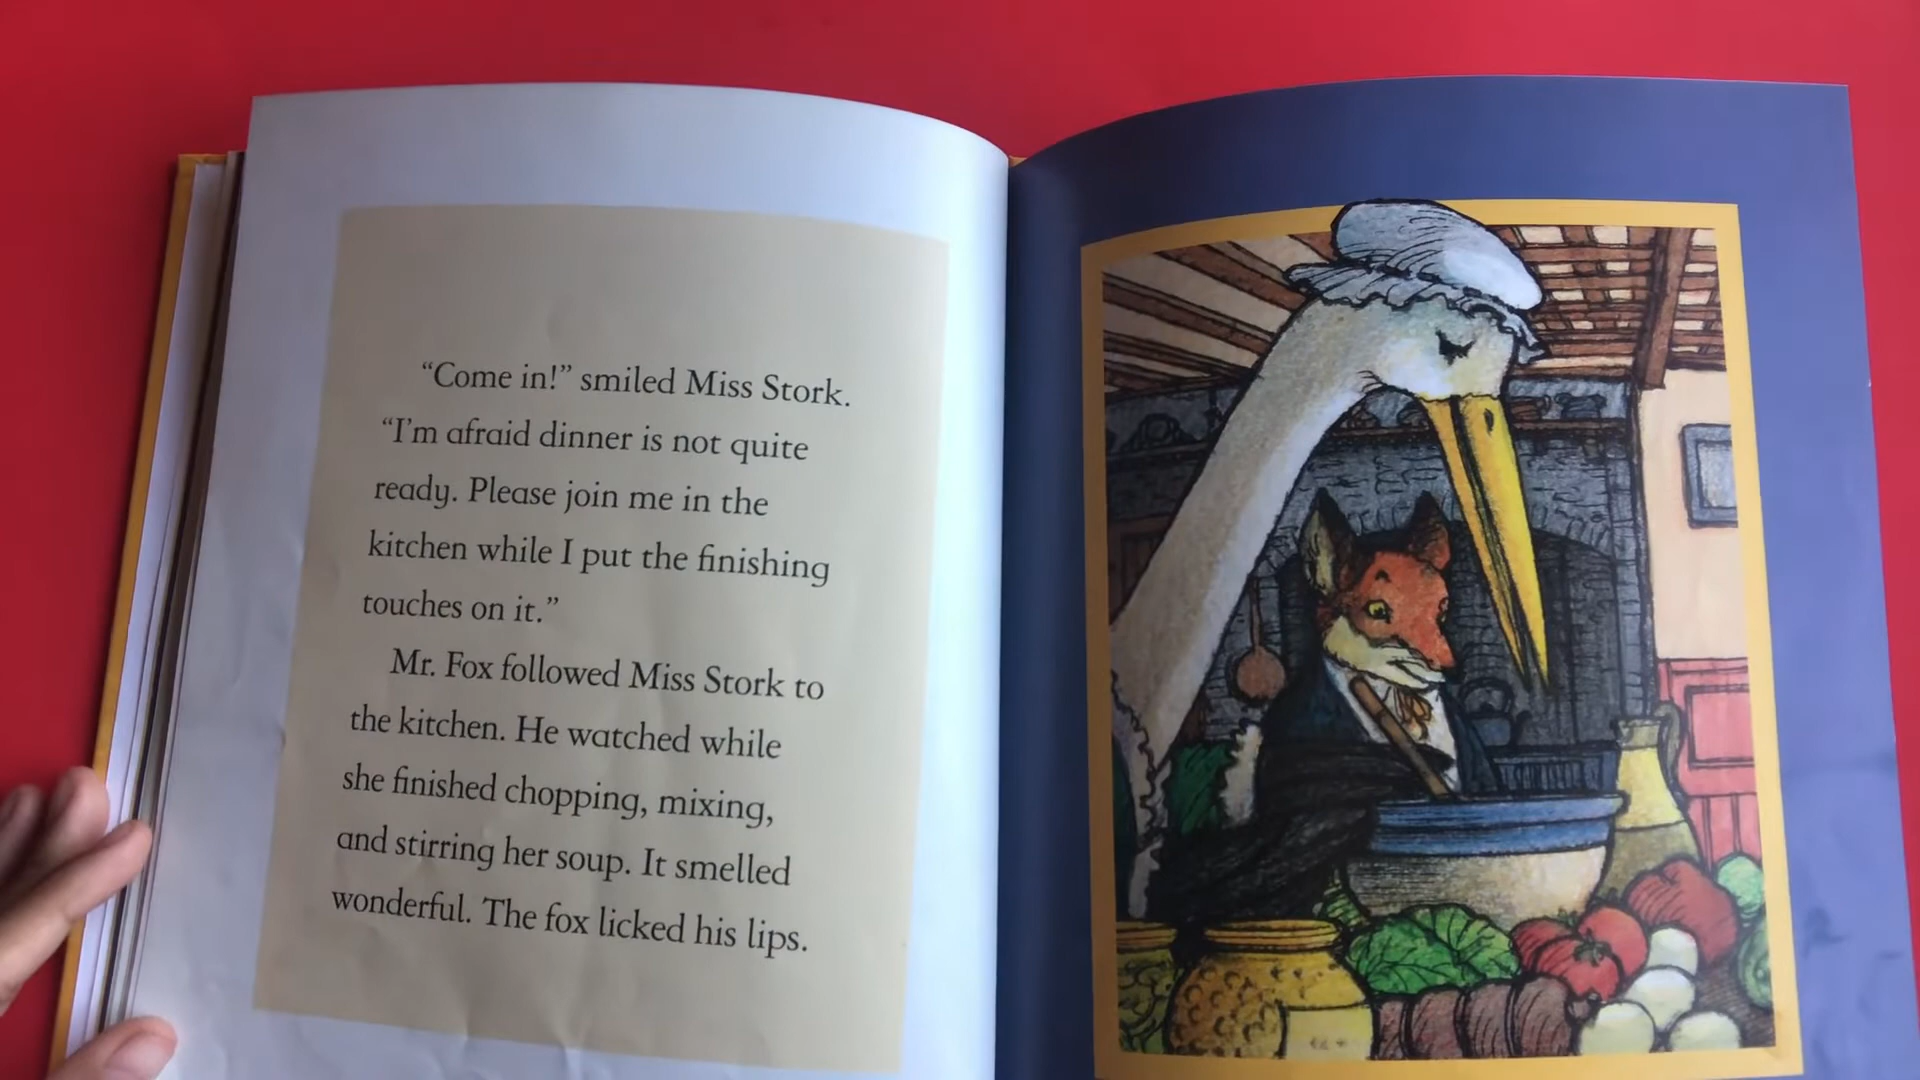 “Come in!” smiled Miss Stork.
“I’m afraid dinner is not quite
ready. Please join me in the
kitchen while I put the finishing
touches on it.”
Mr. Fox followed Miss Stork to
the kitchen. He watched while
she finished chopping, mixing,
and stirring her soup. It smelled
wonderful. The fox licked his lips.